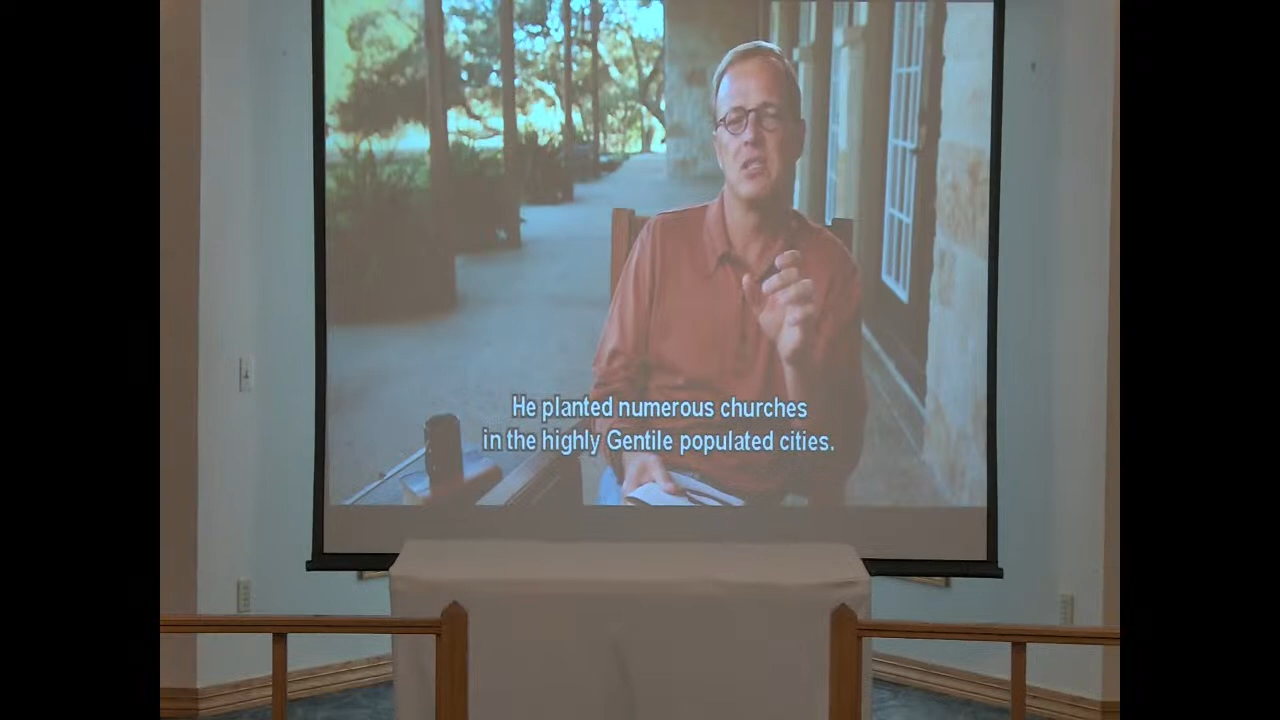 He planted numerous churches
in the highly Gentile populated cities.